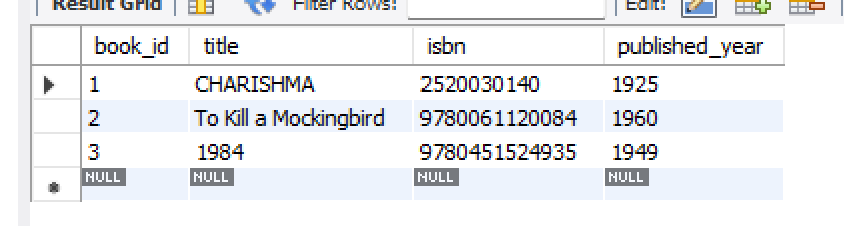 Result Grid Filter Rows: Edit:
book_id title isbn published_year
1 CHARISHMA 2520030140 1925
2 To Kill a Mockingbird 9780061120084 1960
3 1984 9780451524935 1949
NULL NULL NULL NULL